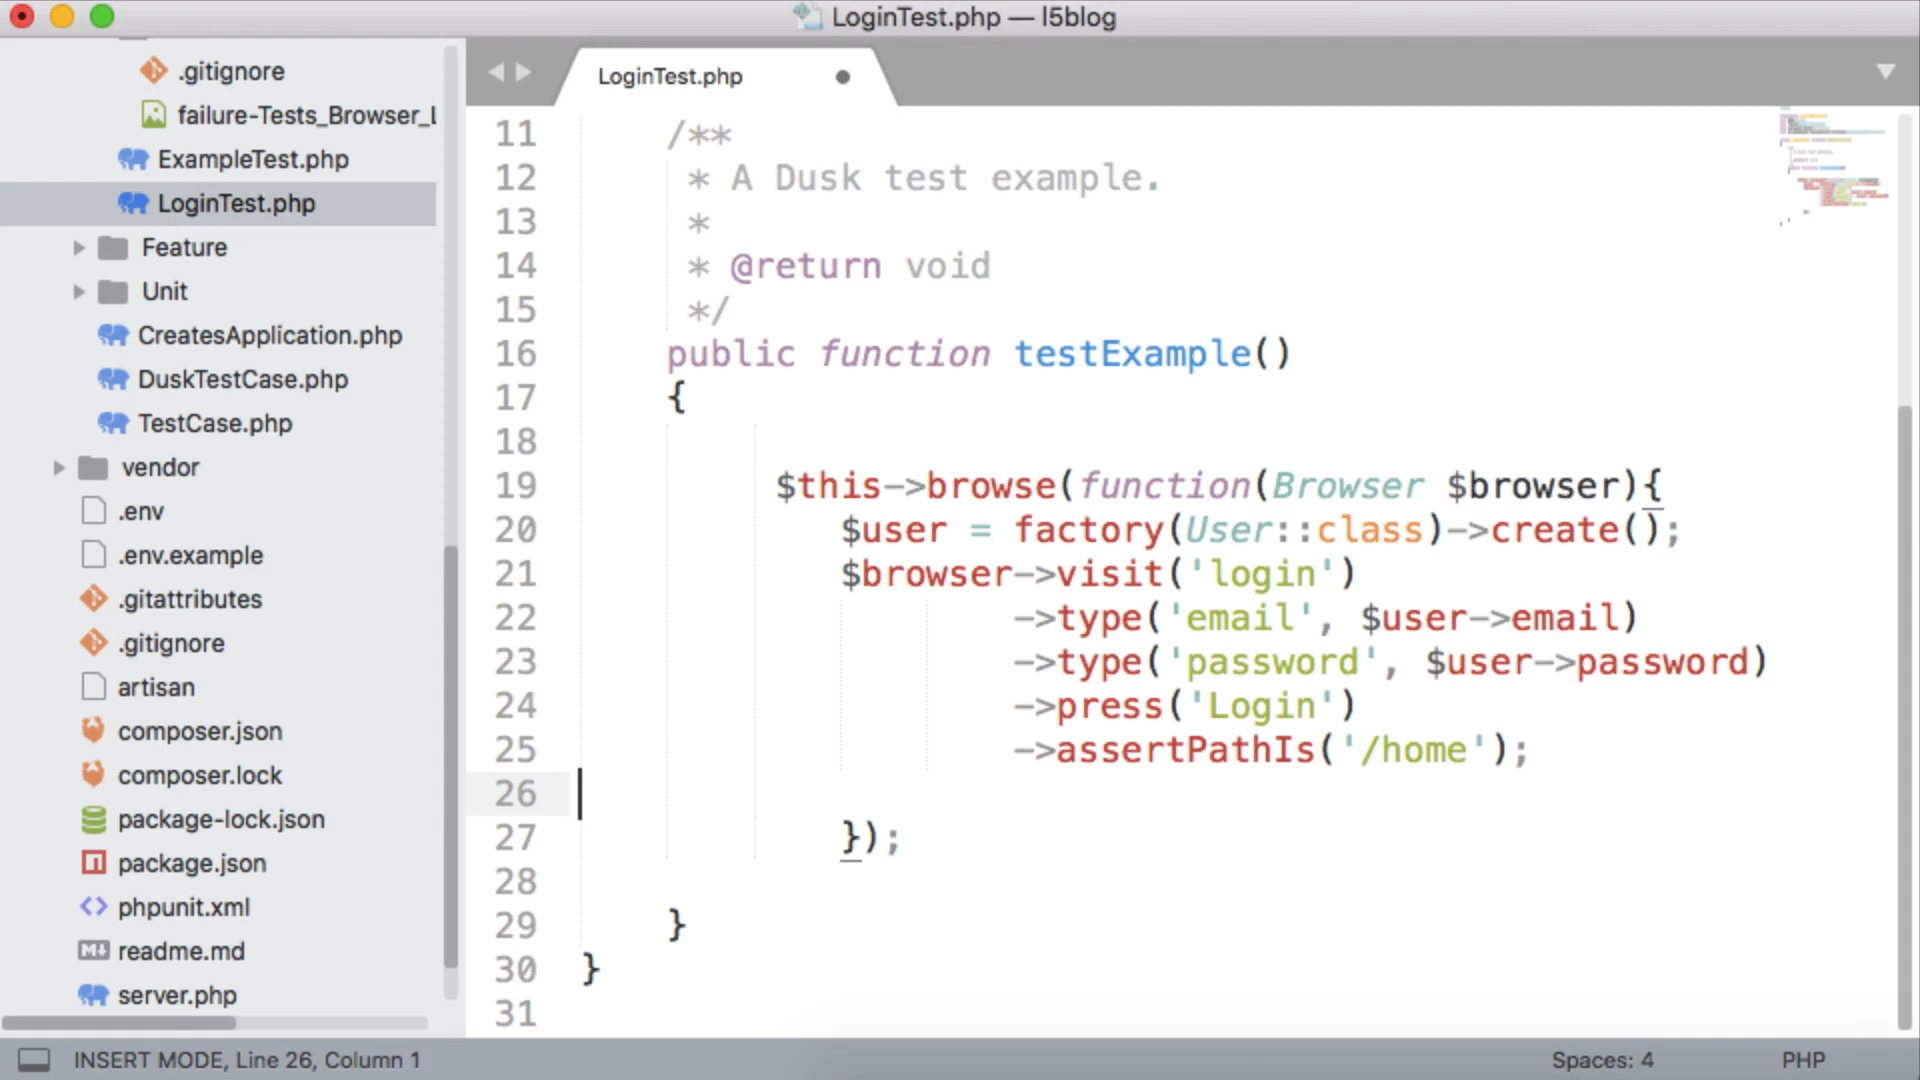 LoginTest.php — l5blog
.gitignore
failure-Tests_Browser_L
ExampleTest.php
LoginTest.php
Feature
Unit
CreatesApplication.php
DuskTestCase.php
TestCase.php
vendor
.env
.env.example
.gitattributes
.gitignore
artisan
composer.json
composer.lock
package-lock.json
package.json
phpunit.xml
readme.md
server.php
LoginTest.php
11 /**
12 * A Dusk test example.
13 *
14 * @return void
15 */
16 public function testExample()
17 {
18
19 $this->browse(function(Browser $browser){
20 $user = factory(User::class)->create();
21 $browser->visit('login')
22 ->type('email', $user->email)
23 ->type('password', $user->password)
24 ->press('Login')
25 ->assertPathIs('/home');
26
27 });
28
29 }
30 }
31
INSERT MODE, Line 26, Column 1
Spaces: 4
PHP